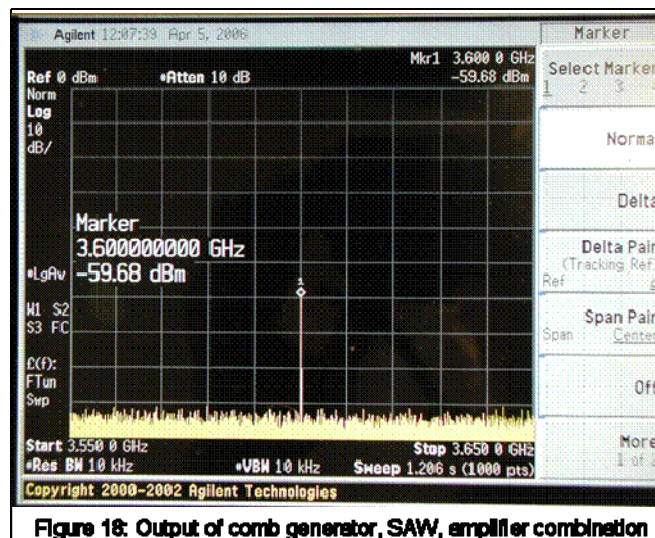 Agilent 12:07:39 Apr 5, 2006
Marker
Mkr1 3.600 0 GHz
Ref 0 dBm *Atten 10 dB -59.68 dBm
Select Marker
1 2 3
Norm
Log
10
dB/
Norma
Delta
Marker
3.600000000 GHz
-59.68 dBm
*LgAv
Delta Pair
(Tracking Ref)
Ref
1
W1 S2
S3 FC
Span Pair
Span Center
£(f):
FTun
Swp
Off
Start 3.550 0 GHz Stop 3.650 0 GHz
*Res BW 10 kHz *VBW 10 kHz Sweep 1.206 s (1000 pts)
More
1 of 2
Copyright 2000-2002 Agilent Technologies
Figure 18: Output of comb generator, SAW, amplifier combination